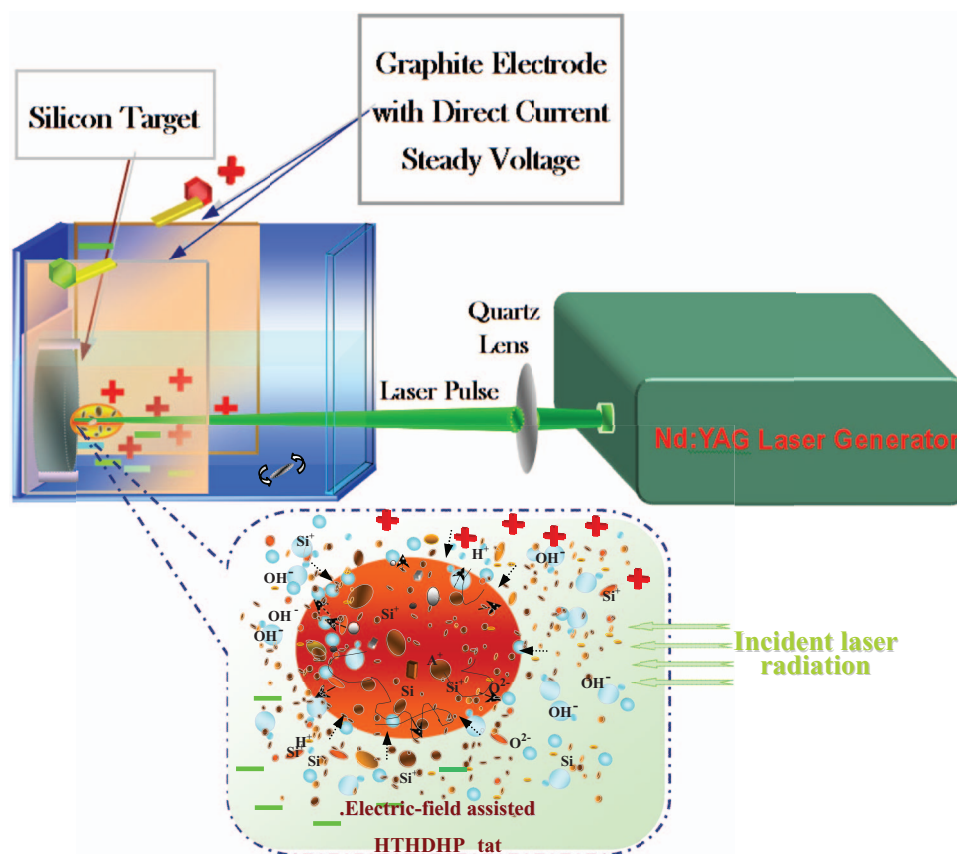 Graphite Electrode
with Direct Current
Steady Voltage
Silicon Target
Quartz
Lens
Laser Pulse
Nd:YAG Laser Generator
Si⁺
H⁺
OH⁻
OH⁻
Si⁺
OH⁻
Si⁺
OH⁻
Incident laser
radiation
A⁺
Si
Si⁺
O²⁻
OH⁻
OH⁻
H⁺
O²⁻
Si
Si
Si
Si⁺
.Electric-field assisted
HTHDHP tat